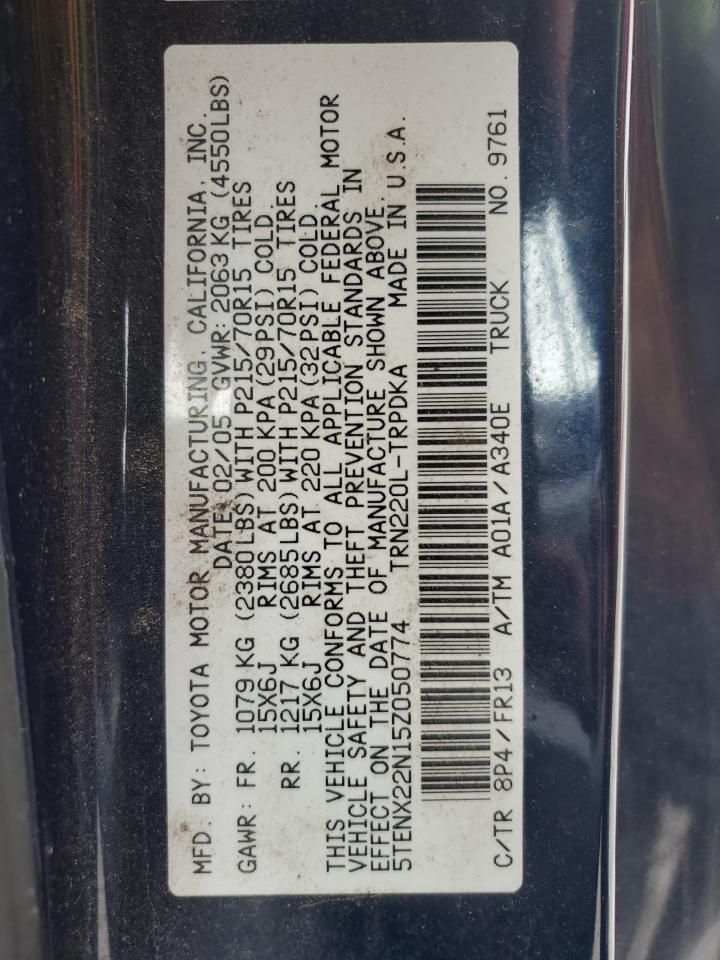 MFD. BY: TOYOTA MOTOR MANUFACTURING, CALIFORNIA, INC.
DATE: 02/05 GVWR: 2063 KG (4550LBS)
GAWR: FR. 1079 KG (2380LBS) WITH P215/70R15 TIRES
15X6J RIMS AT 200 KPA(29PSI) COLD
RR. 1217 KG (2685LBS) WITH P215/70R15 TIRES
15X6J RIMS AT 220 KPA(32PSI) COLD.
THIS VEHICLE CONFORMS TO ALL APPLICABLE FEDERAL MOTOR
VEHICLE SAFETY AND THEFT PREVENTION STANDARDS IN
EFFECT ON THE DATE OF MANUFACTURE SHOWN ABOVE.
5TENX22N15Z050774 TRN220L-TRPDKA MADE IN U.S.A.
C/TR 8P4/FR13 A/TM A01A/A340E TRUCK NO. 9761